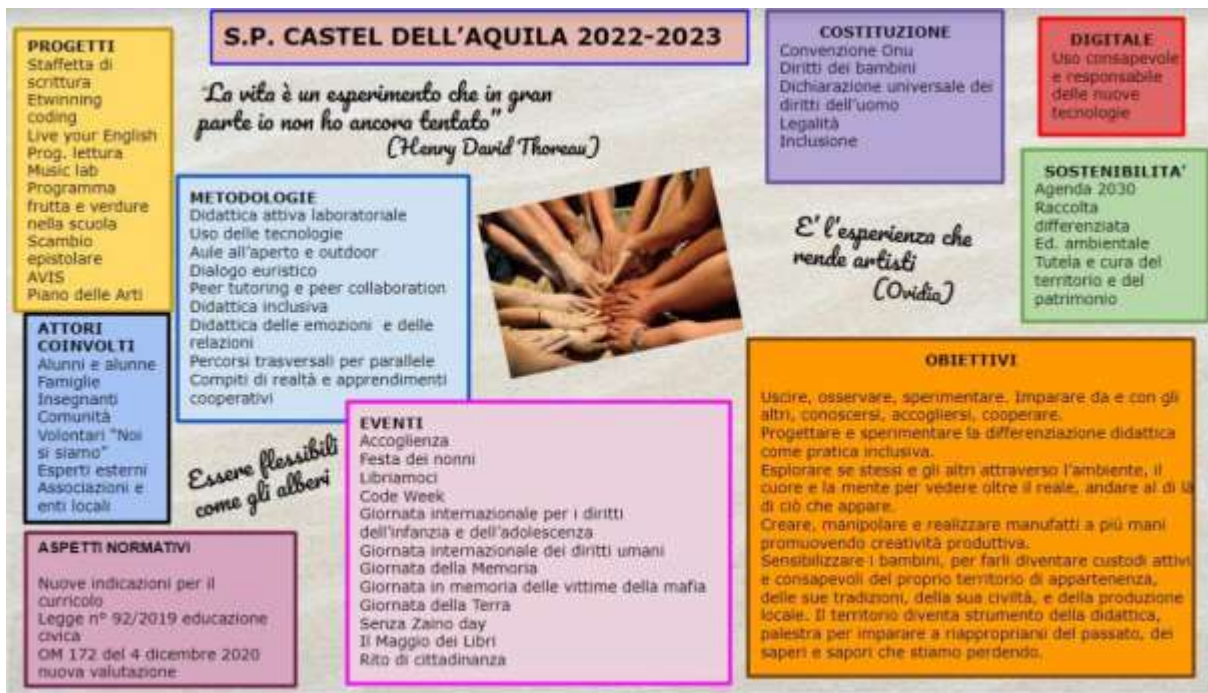 S.P. CASTEL DELL'AQUILA 2022-2023
PROGETTI
Staffetta di
scrittura
Etwinning
coding
Live your English
Prog. lettura
Music lab
Programma
frutta e verdure
nella scuola
Scambio
epistolare
AVIS
Piano delle Arti
"La vita è un esperimento che in gran
parte io non ho ancora tentato"
(Henry David Thoreau)
COSTITUZIONE
Convenzione Onu
Diritti dei bambini
Dichiarazione universale dei
diritti dell'uomo
Legalità
Inclusione
DIGITALE
Uso consapevole
e responsabile
delle nuove
tecnologie
METODOLOGIE
Didattica attiva laboratoriale
Uso delle tecnologie
Aule all'aperto e outdoor
Dialogo euristico
Peer tutoring e peer collaboration
Didattica inclusiva
Didattica delle emozioni e delle
relazioni
Percorsi trasversali per parallele
Compiti di realtà e apprendimenti
cooperativi
E' l'esperienza che
rende artisti
(Ovidio)
SOSTENIBILITA'
Agenda 2030
Raccolta
differenziata
Ed. ambientale
Tutela e cura del
territorio e del
patrimonio
ATTORI
COINVOLTI
Alunni e alunne
Famiglie
Insegnanti
Comunità
Volontari "Noi
si siamo"
Esperti esterni
Associazioni e
enti locali
Essere flessibili
come gli alberi
EVENTI
Accoglienza
Festa dei nonni
Libriamoci
Code Week
Giornata internazionale per i diritti
dell'infanzia e dell'adolescenza
Giornata internazionale dei diritti umani
Giornata della Memoria
Giornata in memoria delle vittime della mafia
Giornata della Terra
Senza Zaino day
Il Maggio dei Libri
Rito di cittadinanza
OBIETTIVI
Uscire, osservare, sperimentare. Imparare da e con gli
altri, conoscersi, accogliersi, cooperare.
Progettare e sperimentare la differenziazione didattica
come pratica inclusiva.
Esplorare se stessi e gli altri attraverso l'ambiente, il
cuore e la mente per vedere oltre il reale, andare al di là
di ciò che appare.
Creare, manipolare e realizzare manufatti a più mani
promuovendo creatività produttiva.
Sensibilizzare i bambini, per farli diventare custodi attivi
e consapevoli del proprio territorio di appartenenza,
delle sue tradizioni, della sua civiltà, e della produzione
locale. Il territorio diventa strumento della didattica,
palestra per imparare a riappropriarsi del passato, dei
saperi e sapori che stiamo perdendo.
ASPETTI NORMATIVI
Nuove indicazioni per il
curricolo
Legge n° 92/2019 educazione
civica
OM 172 del 4 dicembre 2020
nuova valutazione